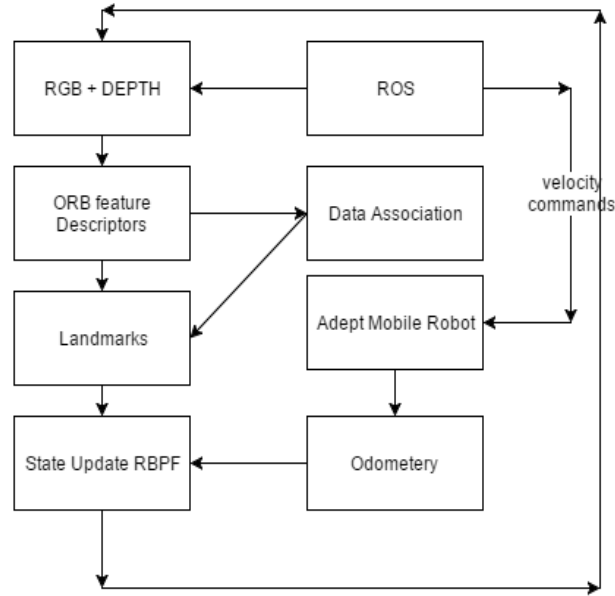 RGB + DEPTH
ROS
ORB feature
Descriptors
Data Association
velocity
commands
Landmarks
Adept Mobile Robot
State Update RBPF
Odometery